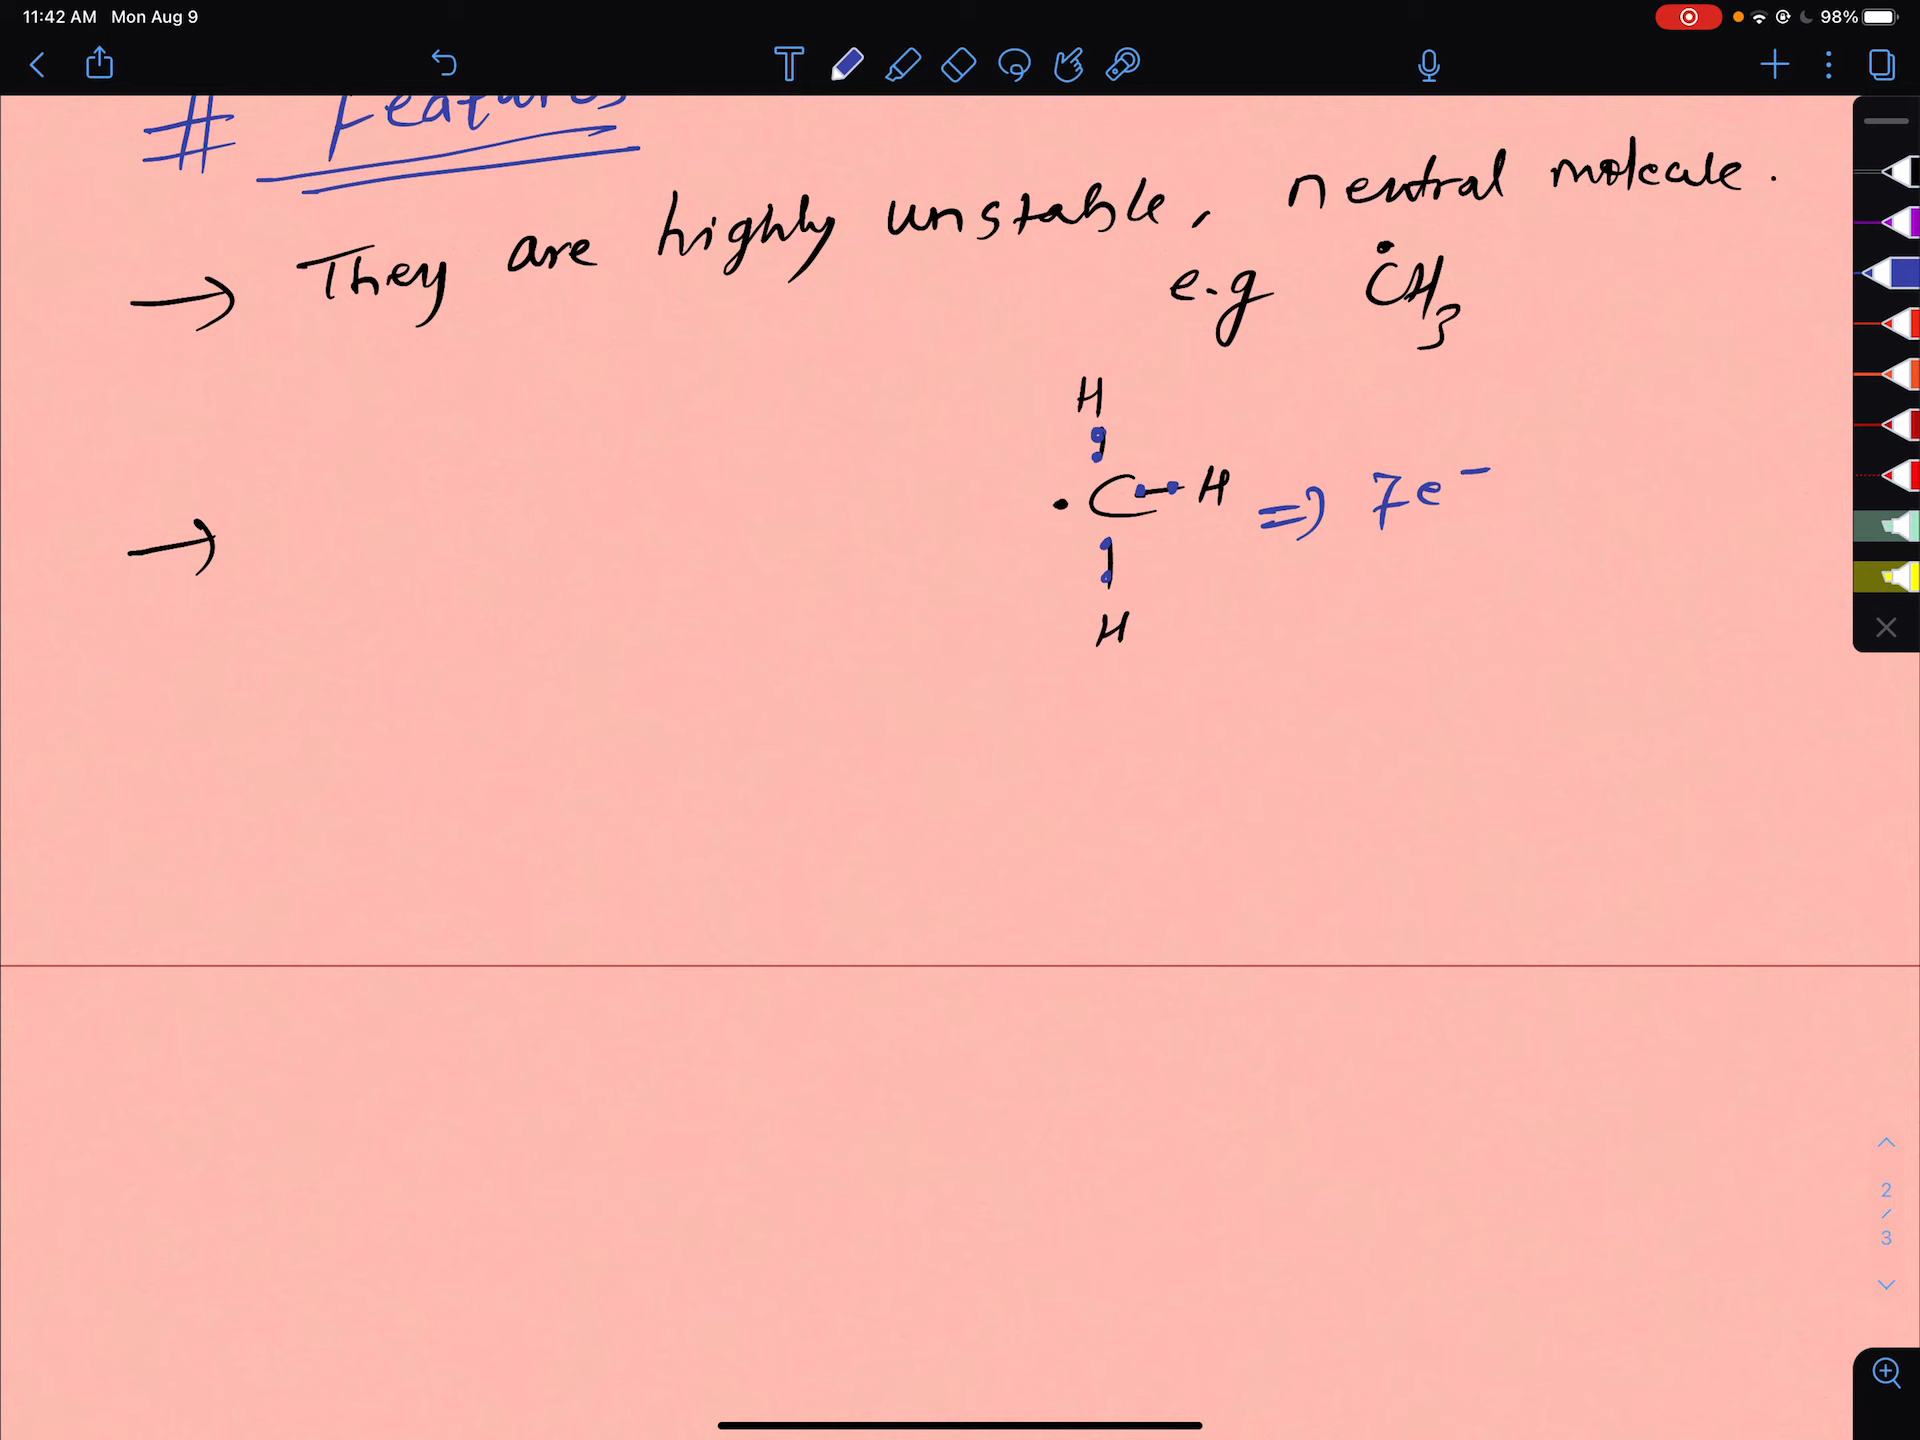 11:42 AM Mon Aug 9
98%
# Features
→ They are highly unstable, neutral molecule.
e.g ĊH₃
H
• C – H ⇒ 7e⁻
→
H
2
/
3